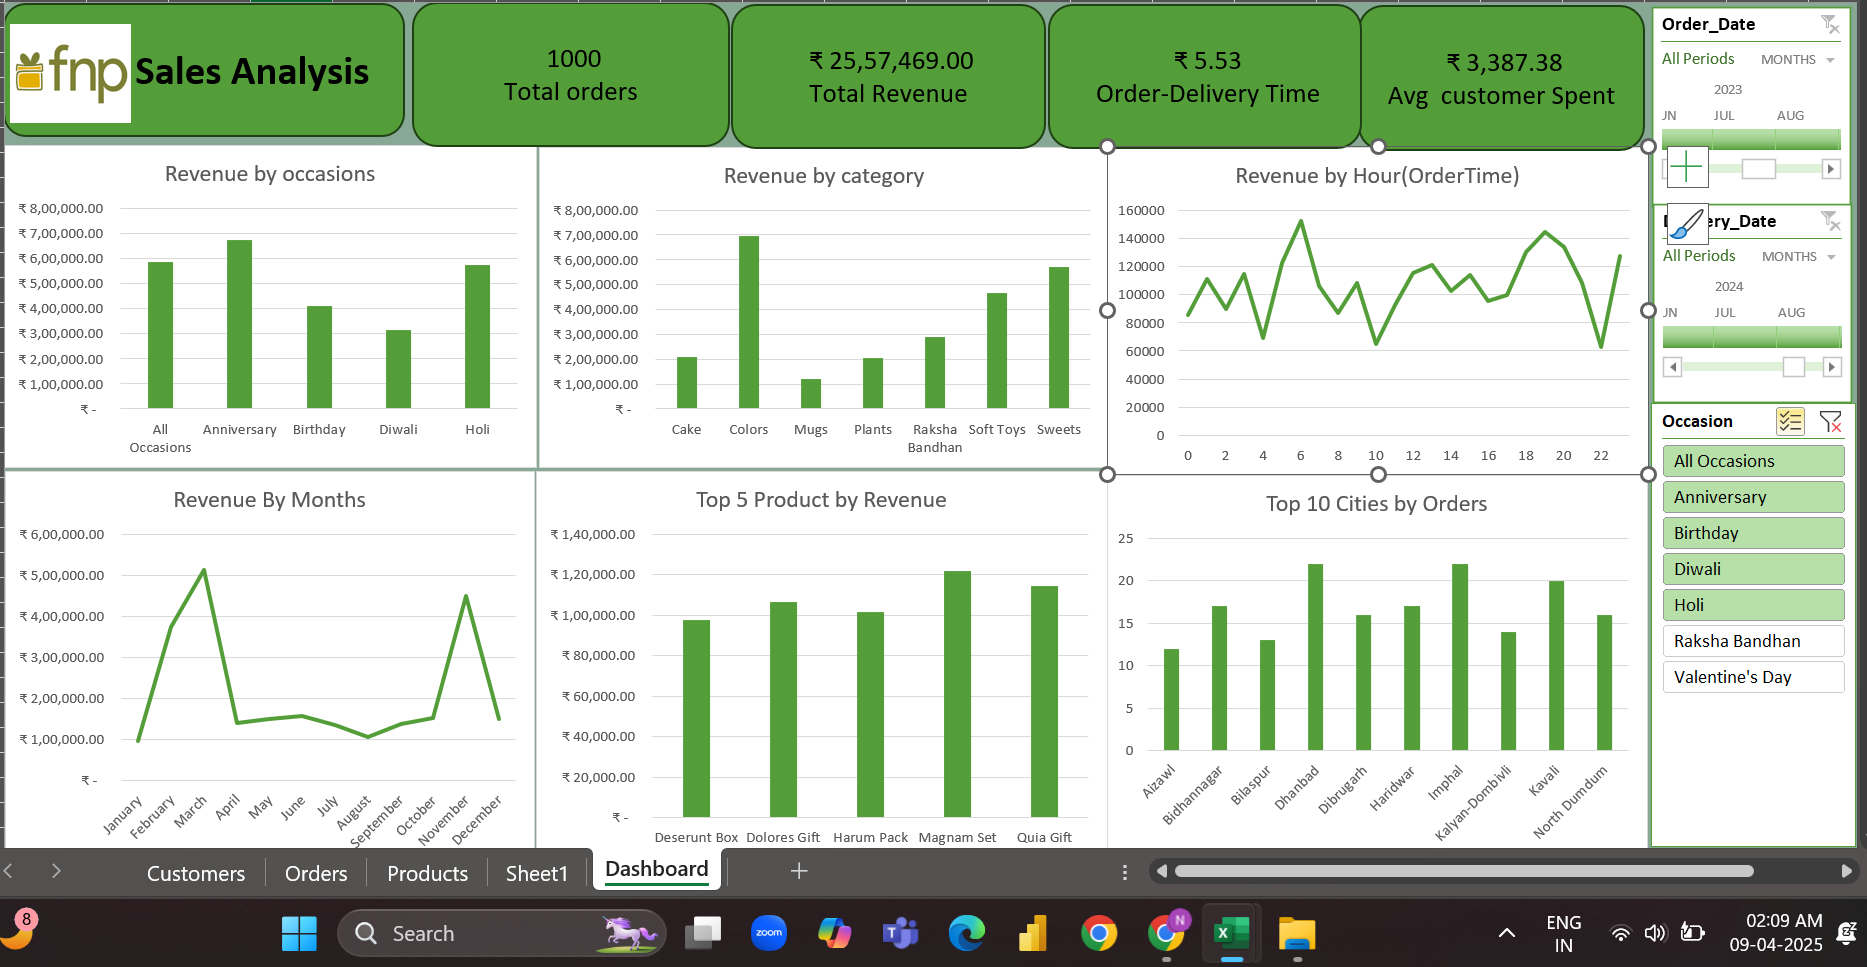 fnp Sales Analysis
1000
Total orders
₹ 25,57,469.00
Total Revenue
₹ 5.53
Order-Delivery Time
₹ 3,387.38
Avg customer Spent
Order_Date
All Periods MONTHS
2023
JN JUL AUG
ery_Date
All Periods MONTHS
2024
JN JUL AUG
Occasion
All Occasions
Anniversary
Birthday
Diwali
Holi
Raksha Bandhan
Valentine's Day
Revenue by occasions
₹ 8,00,000.00
₹ 7,00,000.00
₹ 6,00,000.00
₹ 5,00,000.00
₹ 4,00,000.00
₹ 3,00,000.00
₹ 2,00,000.00
₹ 1,00,000.00
₹ -
All Occasions Anniversary Birthday Diwali Holi
Revenue by category
₹ 8,00,000.00
₹ 7,00,000.00
₹ 6,00,000.00
₹ 5,00,000.00
₹ 4,00,000.00
₹ 3,00,000.00
₹ 2,00,000.00
₹ 1,00,000.00
₹ -
Cake Colors Mugs Plants Raksha Bandhan Soft Toys Sweets
Revenue by Hour(OrderTime)
160000
140000
120000
100000
80000
60000
40000
20000
0
0 2 4 6 8 10 12 14 16 18 20 22
Revenue By Months
₹ 6,00,000.00
₹ 5,00,000.00
₹ 4,00,000.00
₹ 3,00,000.00
₹ 2,00,000.00
₹ 1,00,000.00
₹ -
January February March April May June July August September October November December
Top 5 Product by Revenue
₹ 1,40,000.00
₹ 1,20,000.00
₹ 1,00,000.00
₹ 80,000.00
₹ 60,000.00
₹ 40,000.00
₹ 20,000.00
₹ -
Deserunt Box Dolores Gift Harum Pack Magnam Set Quia Gift
Top 10 Cities by Orders
25
20
15
10
5
0
Aizawl Bidhannagar Bilaspur Dhanbad Dibrugarh Haridwar Imphal Kalyan-Dombivli Kavali North Dumdum
Customers Orders Products Sheet1 Dashboard
8
Search
zoom
T
N
X
ENG
IN
02:09 AM
09-04-2025